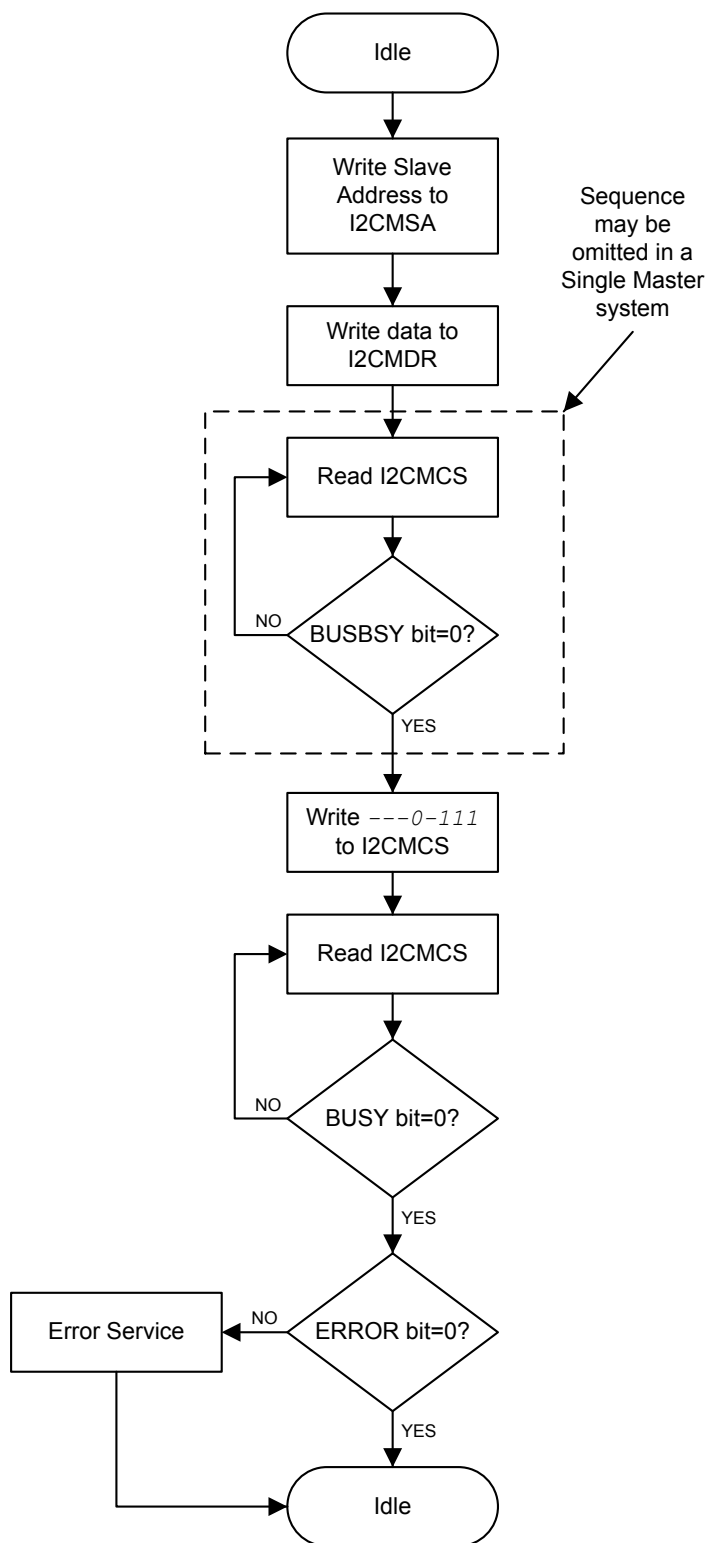 Idle
Write Slave
Address to
I2CMSA
Sequence
may be
omitted in a
Single Master
system
Write data to
I2CMDR
Read I2CMCS
NO
BUSBSY bit=0?
YES
Write ---0-111
to I2CMCS
Read I2CMCS
NO
BUSY bit=0?
YES
Error Service
NO
ERROR bit=0?
YES
Idle